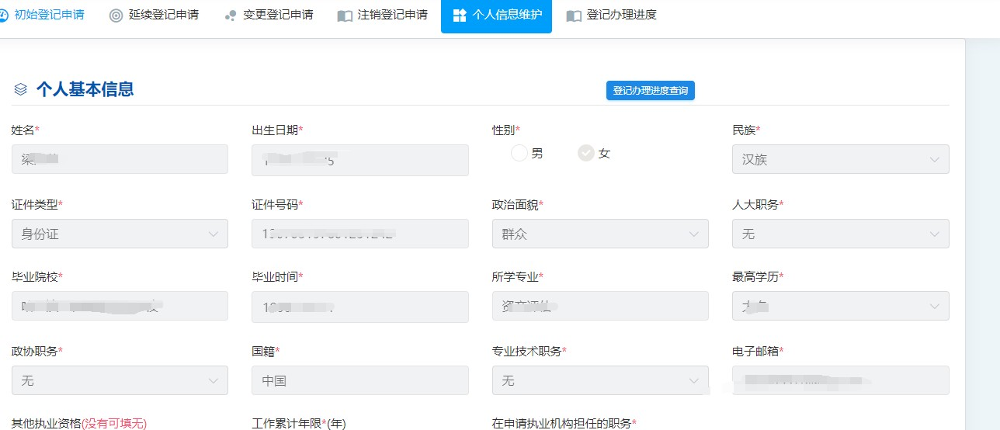 初始登记申请 延续登记申请 变更登记申请 注销登记申请 个人信息维护 登记办理进度
个人基本信息 登记办理进度查询
姓名* 出生日期* 性别* 民族*
梁 男 女 汉族
证件类型* 证件号码* 政治面貌* 人大职务*
身份证 群众 无
毕业院校* 毕业时间* 所学专业* 最高学历*
政协职务* 国籍* 专业技术职务* 电子邮箱*
无 中国 无
其他执业资格(没有可填无) 工作累计年限*(年) 在申请执业机构担任的职务*